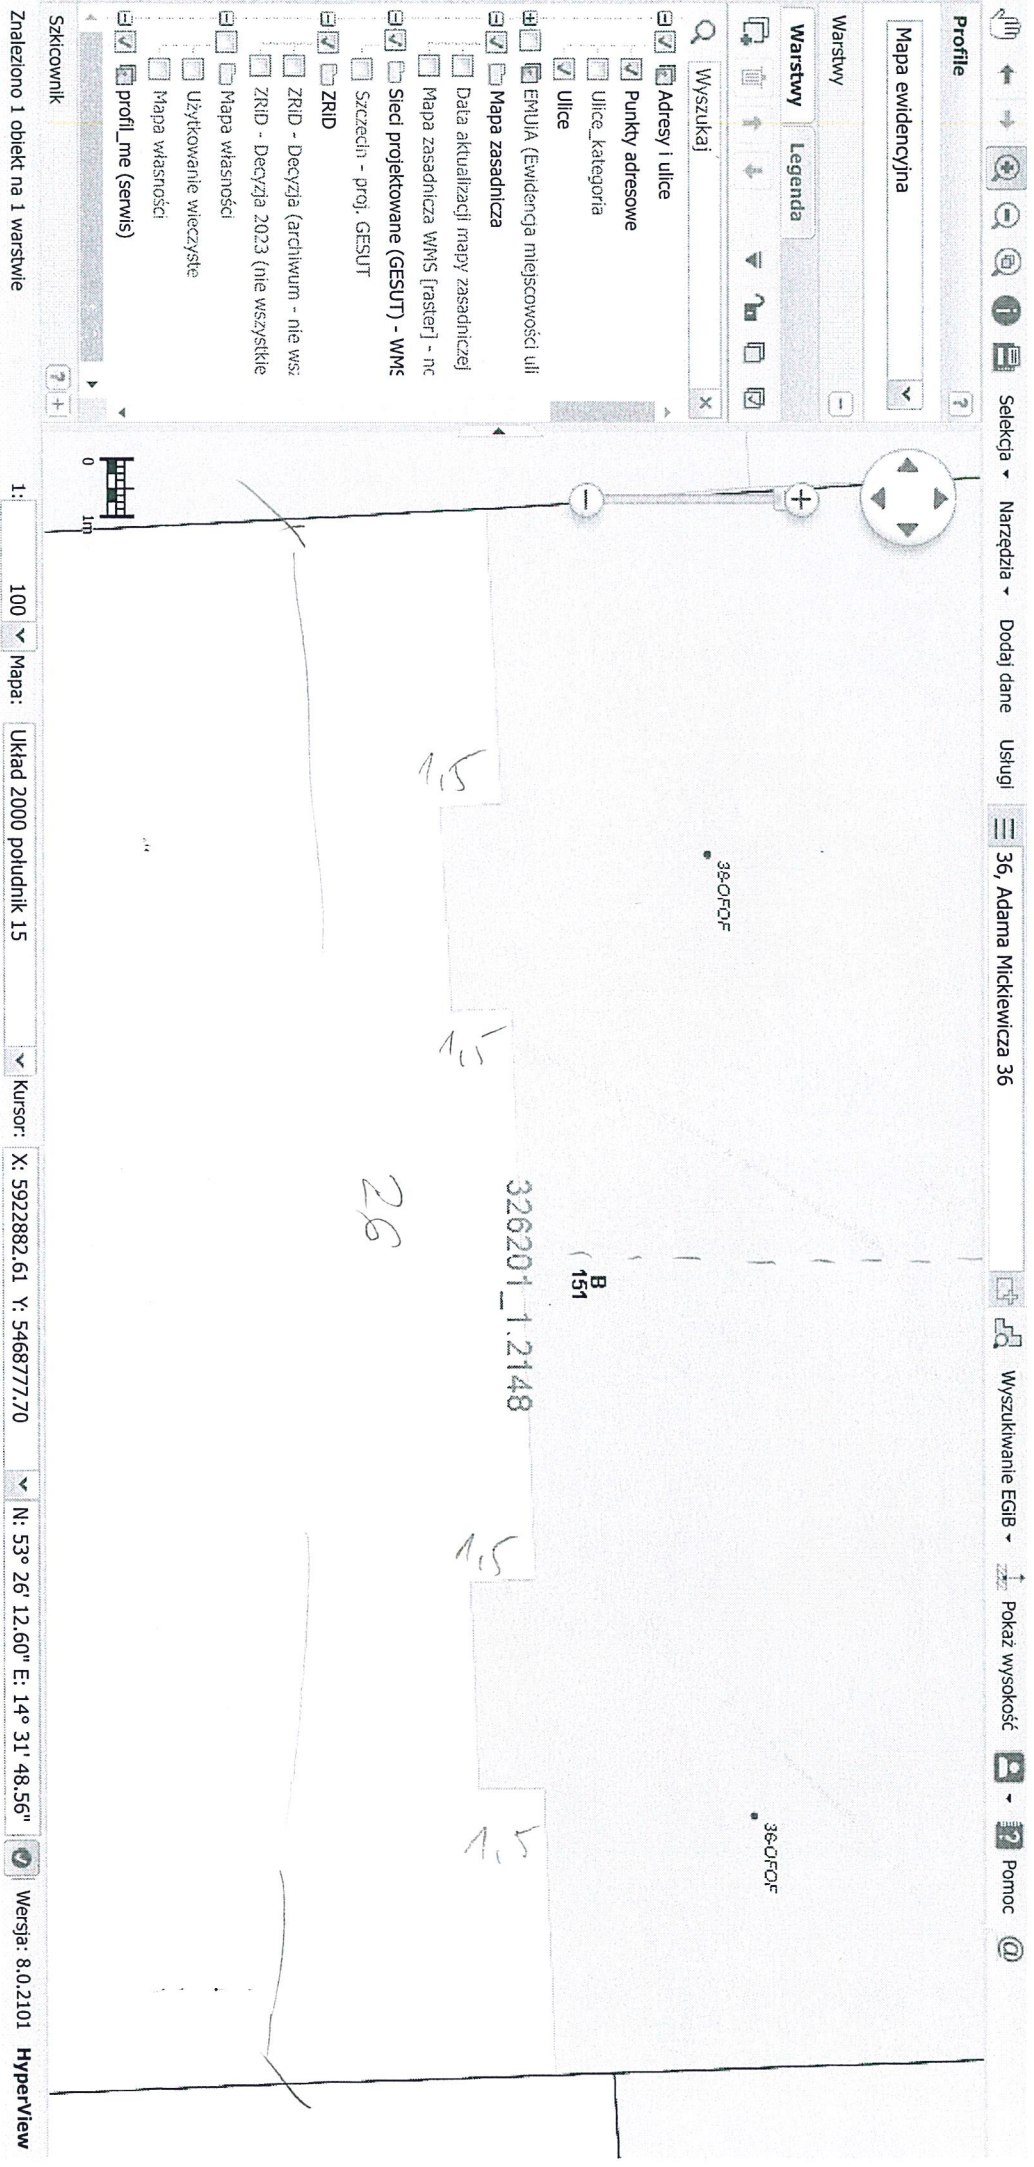 Selekcja Narzędzia Dodaj dane Usługi 36, Adama Mickiewicza 36 Wyszukiwanie EGiB Pokaż wysokość Pomoc @
Profile ?
Mapa ewidencyjna
Warstwy
Warstwy Legenda
Wyszukaj X
Adresy i ulice
Punkty adresowe
Ulice_kategoria
Ulice
EMUiA (Ewidencja miejscowości uli
Mapa zasadnicza
Data aktualizacji mapy zasadniczej
Mapa zasadnicza WMS [raster] - nc
Sieci projektowane (GESUT) - WMS
Szczecin - proj. GESUT
ZRiD
ZRiD - Decyzja (archiwum - nie wsz
ZRiD - Decyzja 2023 (nie wszystkie
Mapa własności
Użytkowanie wieczyste
Mapa własności
profil_me (serwis)
Szkicownik ? +
38-OFOF
36-OFOF
B
151
326201_1.2148
1,5
1,5
1,5
1,5
26
0 1m
Znaleziono 1 obiekt na 1 warstwie 1: 100 Mapa: Układ 2000 południk 15 Kursor: X: 5922882.61 Y: 5468777.70 N: 53° 26' 12.60" E: 14° 31' 48.56" Wersja: 8.0.2101 HyperView